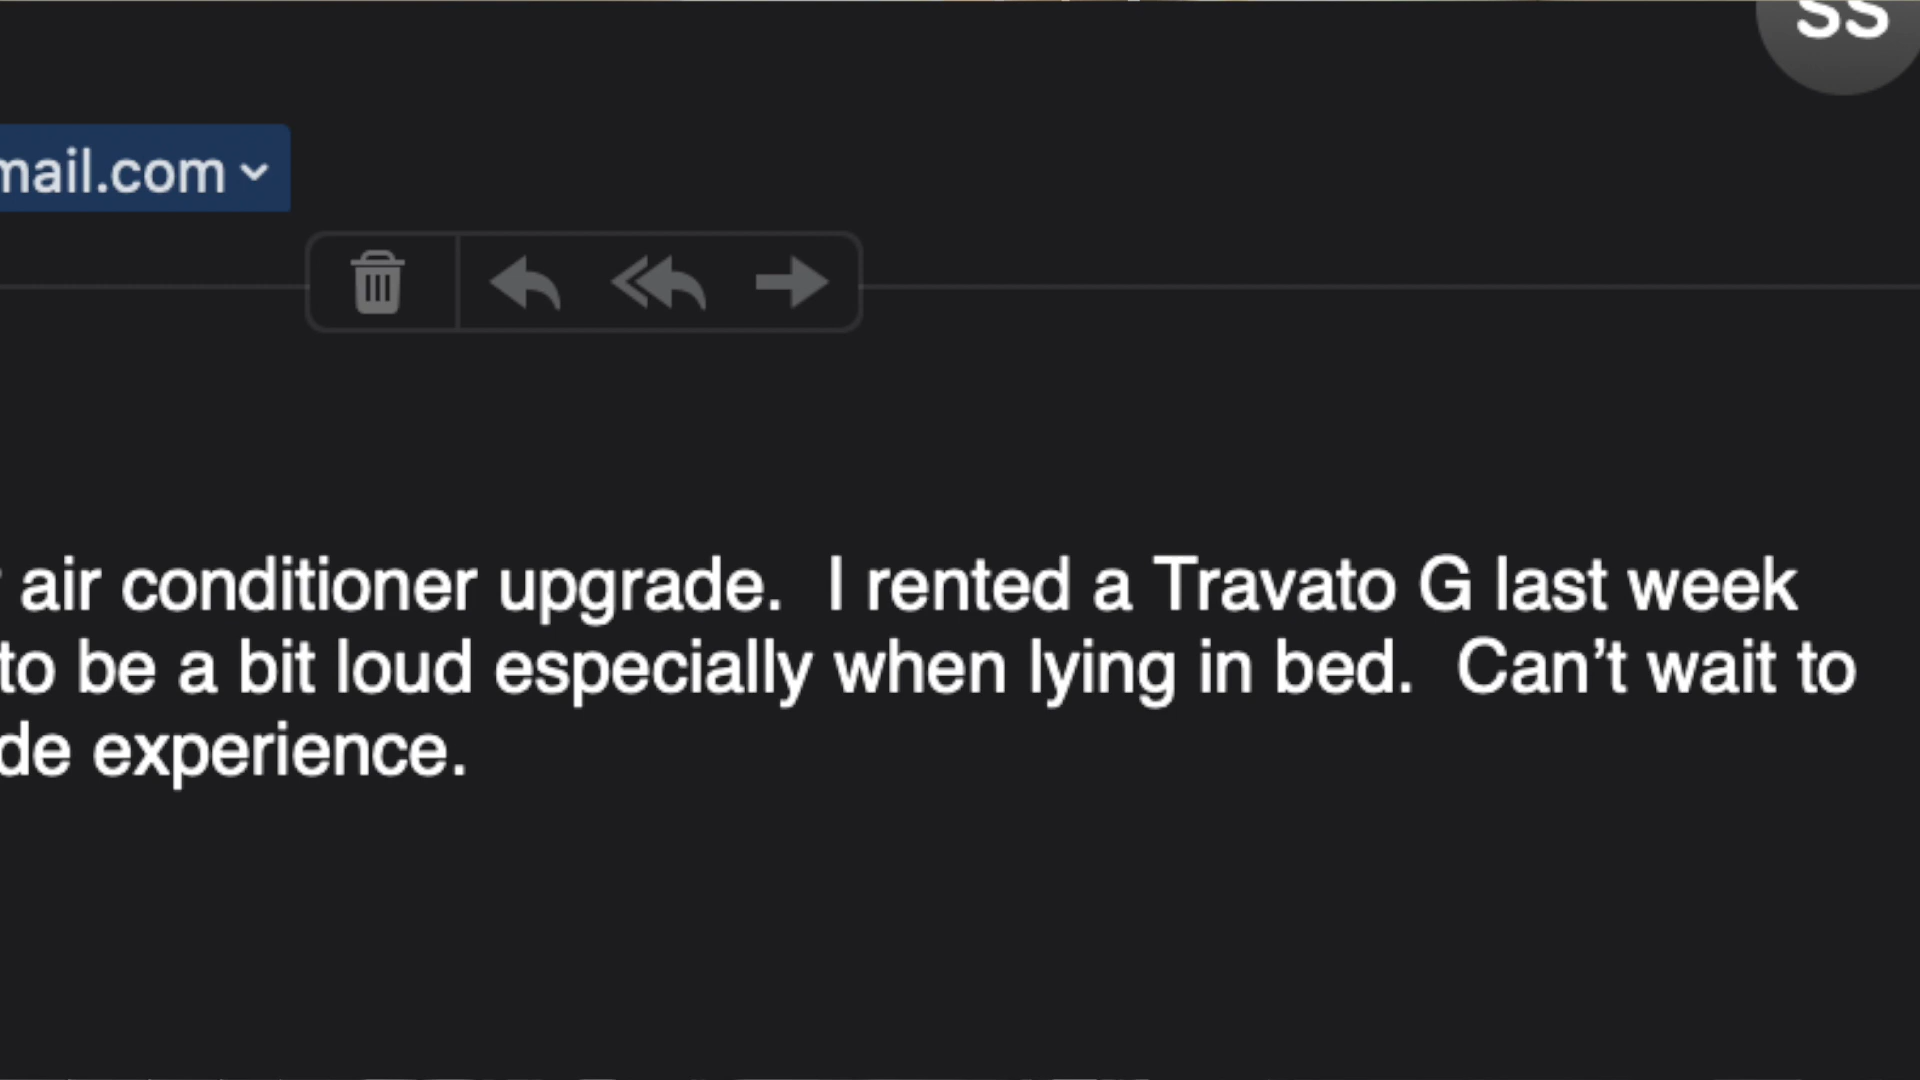 SS
mail.com
air conditioner upgrade. I rented a Travato G last week
to be a bit loud especially when lying in bed. Can’t wait to
de experience.